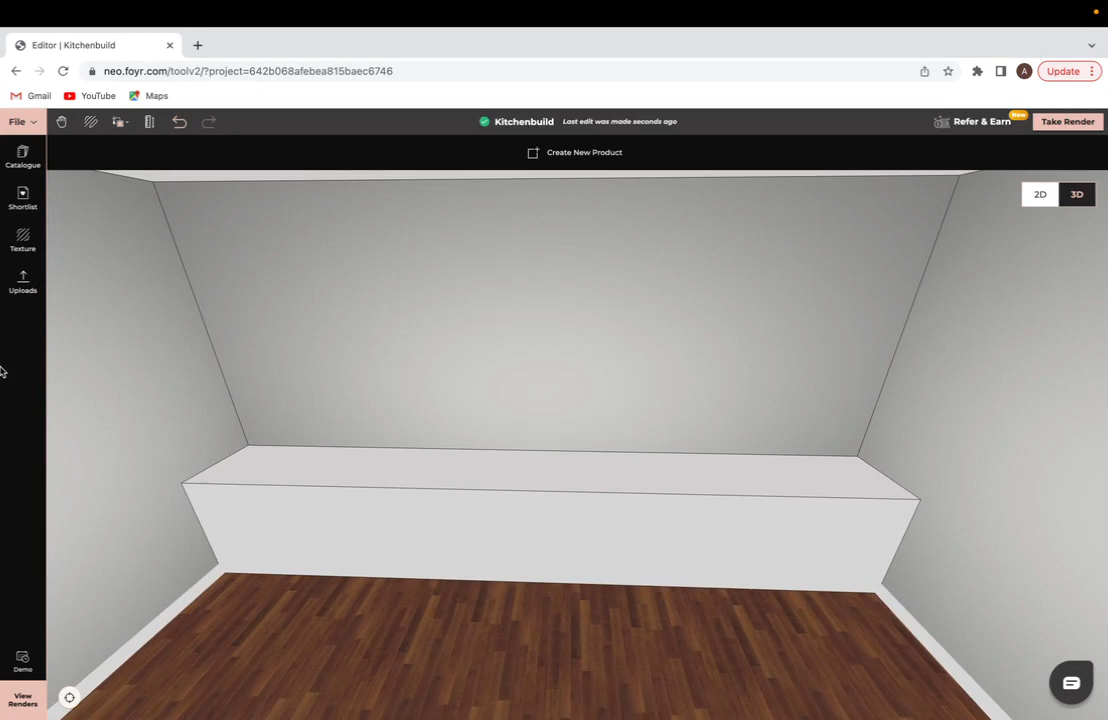 Editor | Kitchenbuild
neo.foyr.com/toolv2/?project=642b068afebea815baec6746
A
Update
Gmail YouTube Maps
File
Kitchenbuild Last edit was made seconds ago
Refer & Earn New
Take Render
Create New Product
Catalogue
Shortlist
Texture
Uploads
2D 3D
Demo
View
Renders